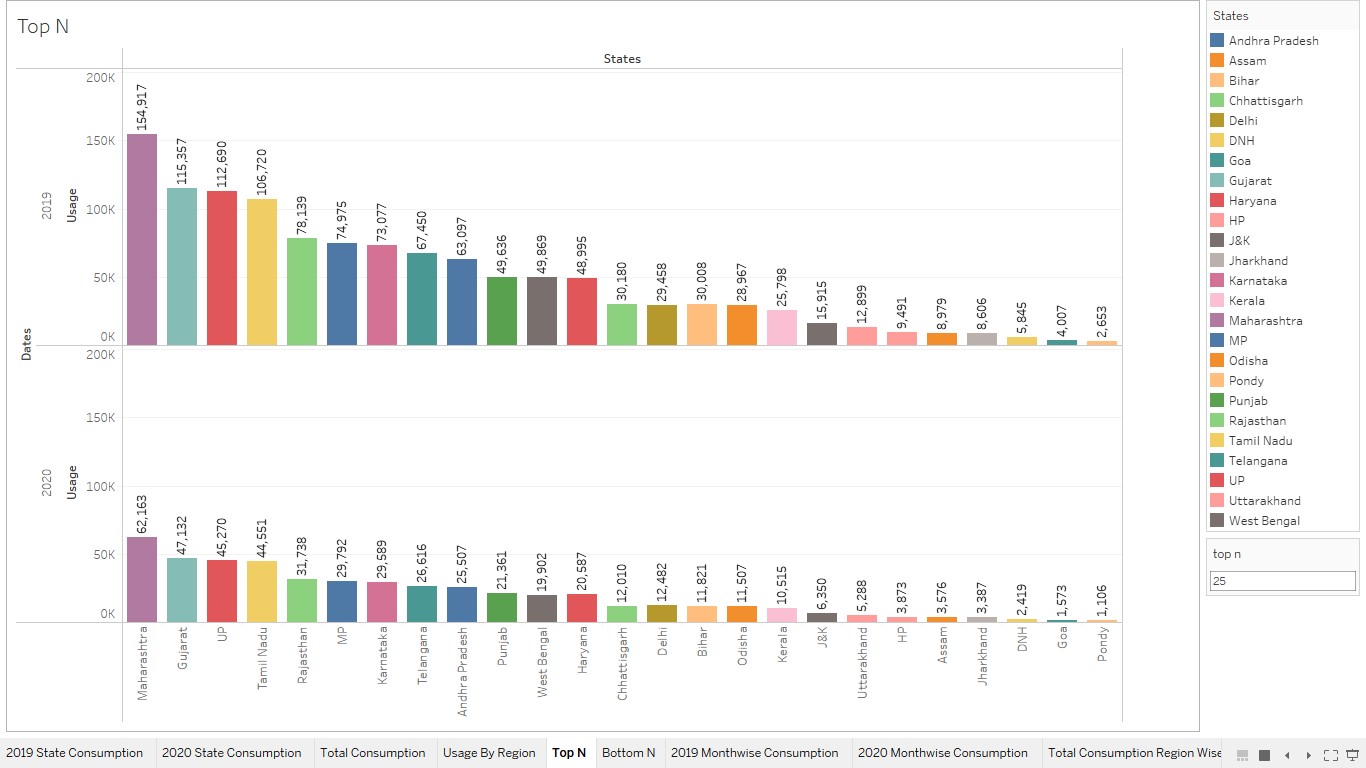 Top N
States
Dates
2019
Usage
200K
150K
100K
50K
0K
154,917
115,357
112,690
106,720
78,139
74,975
73,077
67,450
63,097
49,636
49,869
48,995
30,180
29,458
30,008
28,967
25,798
15,915
12,899
9,491
8,979
8,606
5,845
4,007
2,653
2020
Usage
200K
150K
100K
50K
0K
62,163
47,132
45,270
44,551
31,738
29,792
29,589
26,616
25,507
21,361
19,902
20,587
12,010
12,482
11,821
11,507
10,515
6,350
5,288
3,873
3,576
3,387
2,419
1,573
1,106
Maharashtra
Gujarat
UP
Tamil Nadu
Rajasthan
MP
Karnataka
Telangana
Andhra Pradesh
Punjab
West Bengal
Haryana
Chhattisgarh
Delhi
Bihar
Odisha
Kerala
J&K
Uttarakhand
HP
Assam
Jharkhand
DNH
Goa
Pondy
States
Andhra Pradesh
Assam
Bihar
Chhattisgarh
Delhi
DNH
Goa
Gujarat
Haryana
HP
J&K
Jharkhand
Karnataka
Kerala
Maharashtra
MP
Odisha
Pondy
Punjab
Rajasthan
Tamil Nadu
Telangana
UP
Uttarakhand
West Bengal
top n
25
2019 State Consumption
2020 State Consumption
Total Consumption
Usage By Region
Top N
Bottom N
2019 Monthwise Consumption
2020 Monthwise Consumption
Total Consumption Region Wise